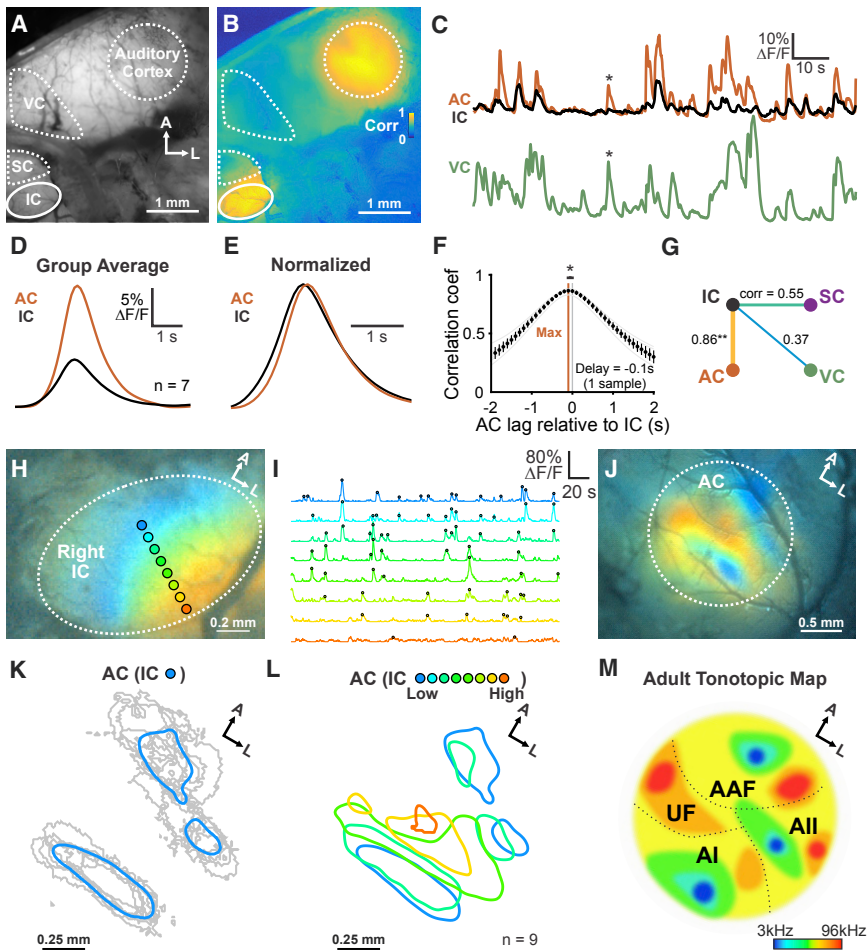 A
Auditory
Cortex
VC
A
L
SC
IC
1 mm
B
Corr
1
0
1 mm
C
10%
ΔF/F
10 s
AC
IC
*
VC
*
D
Group Average
AC
IC
5%
ΔF/F
1 s
n = 7
E
Normalized
AC
IC
1 s
F
Correlation coef
1
0.5
0
*
Max
Delay = -0.1s
(1 sample)
-2
-1
0
1
2
AC lag relative to IC (s)
G
IC
corr = 0.55
SC
0.86**
0.37
AC
VC
H
A
L
Right
IC
0.2 mm
I
80%
ΔF/F
20 s
J
AC
A
L
0.5 mm
K
AC (IC )
A
L
0.25 mm
L
AC (IC )
Low
High
A
L
0.25 mm
n = 9
M
Adult Tonotopic Map
A
L
AAF
UF
AII
AI
3kHz
96kHz